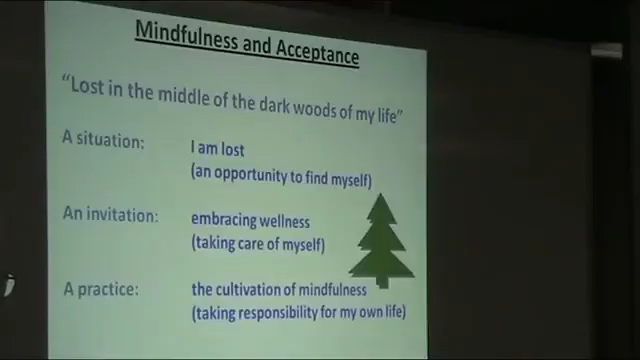 Mindfulness and Acceptance
"Lost in the middle of the dark woods of my life"
A situation: I am lost
(an opportunity to find myself)
An invitation: embracing wellness
(taking care of myself)
A practice: the cultivation of mindfulness
(taking responsibility for my own life)